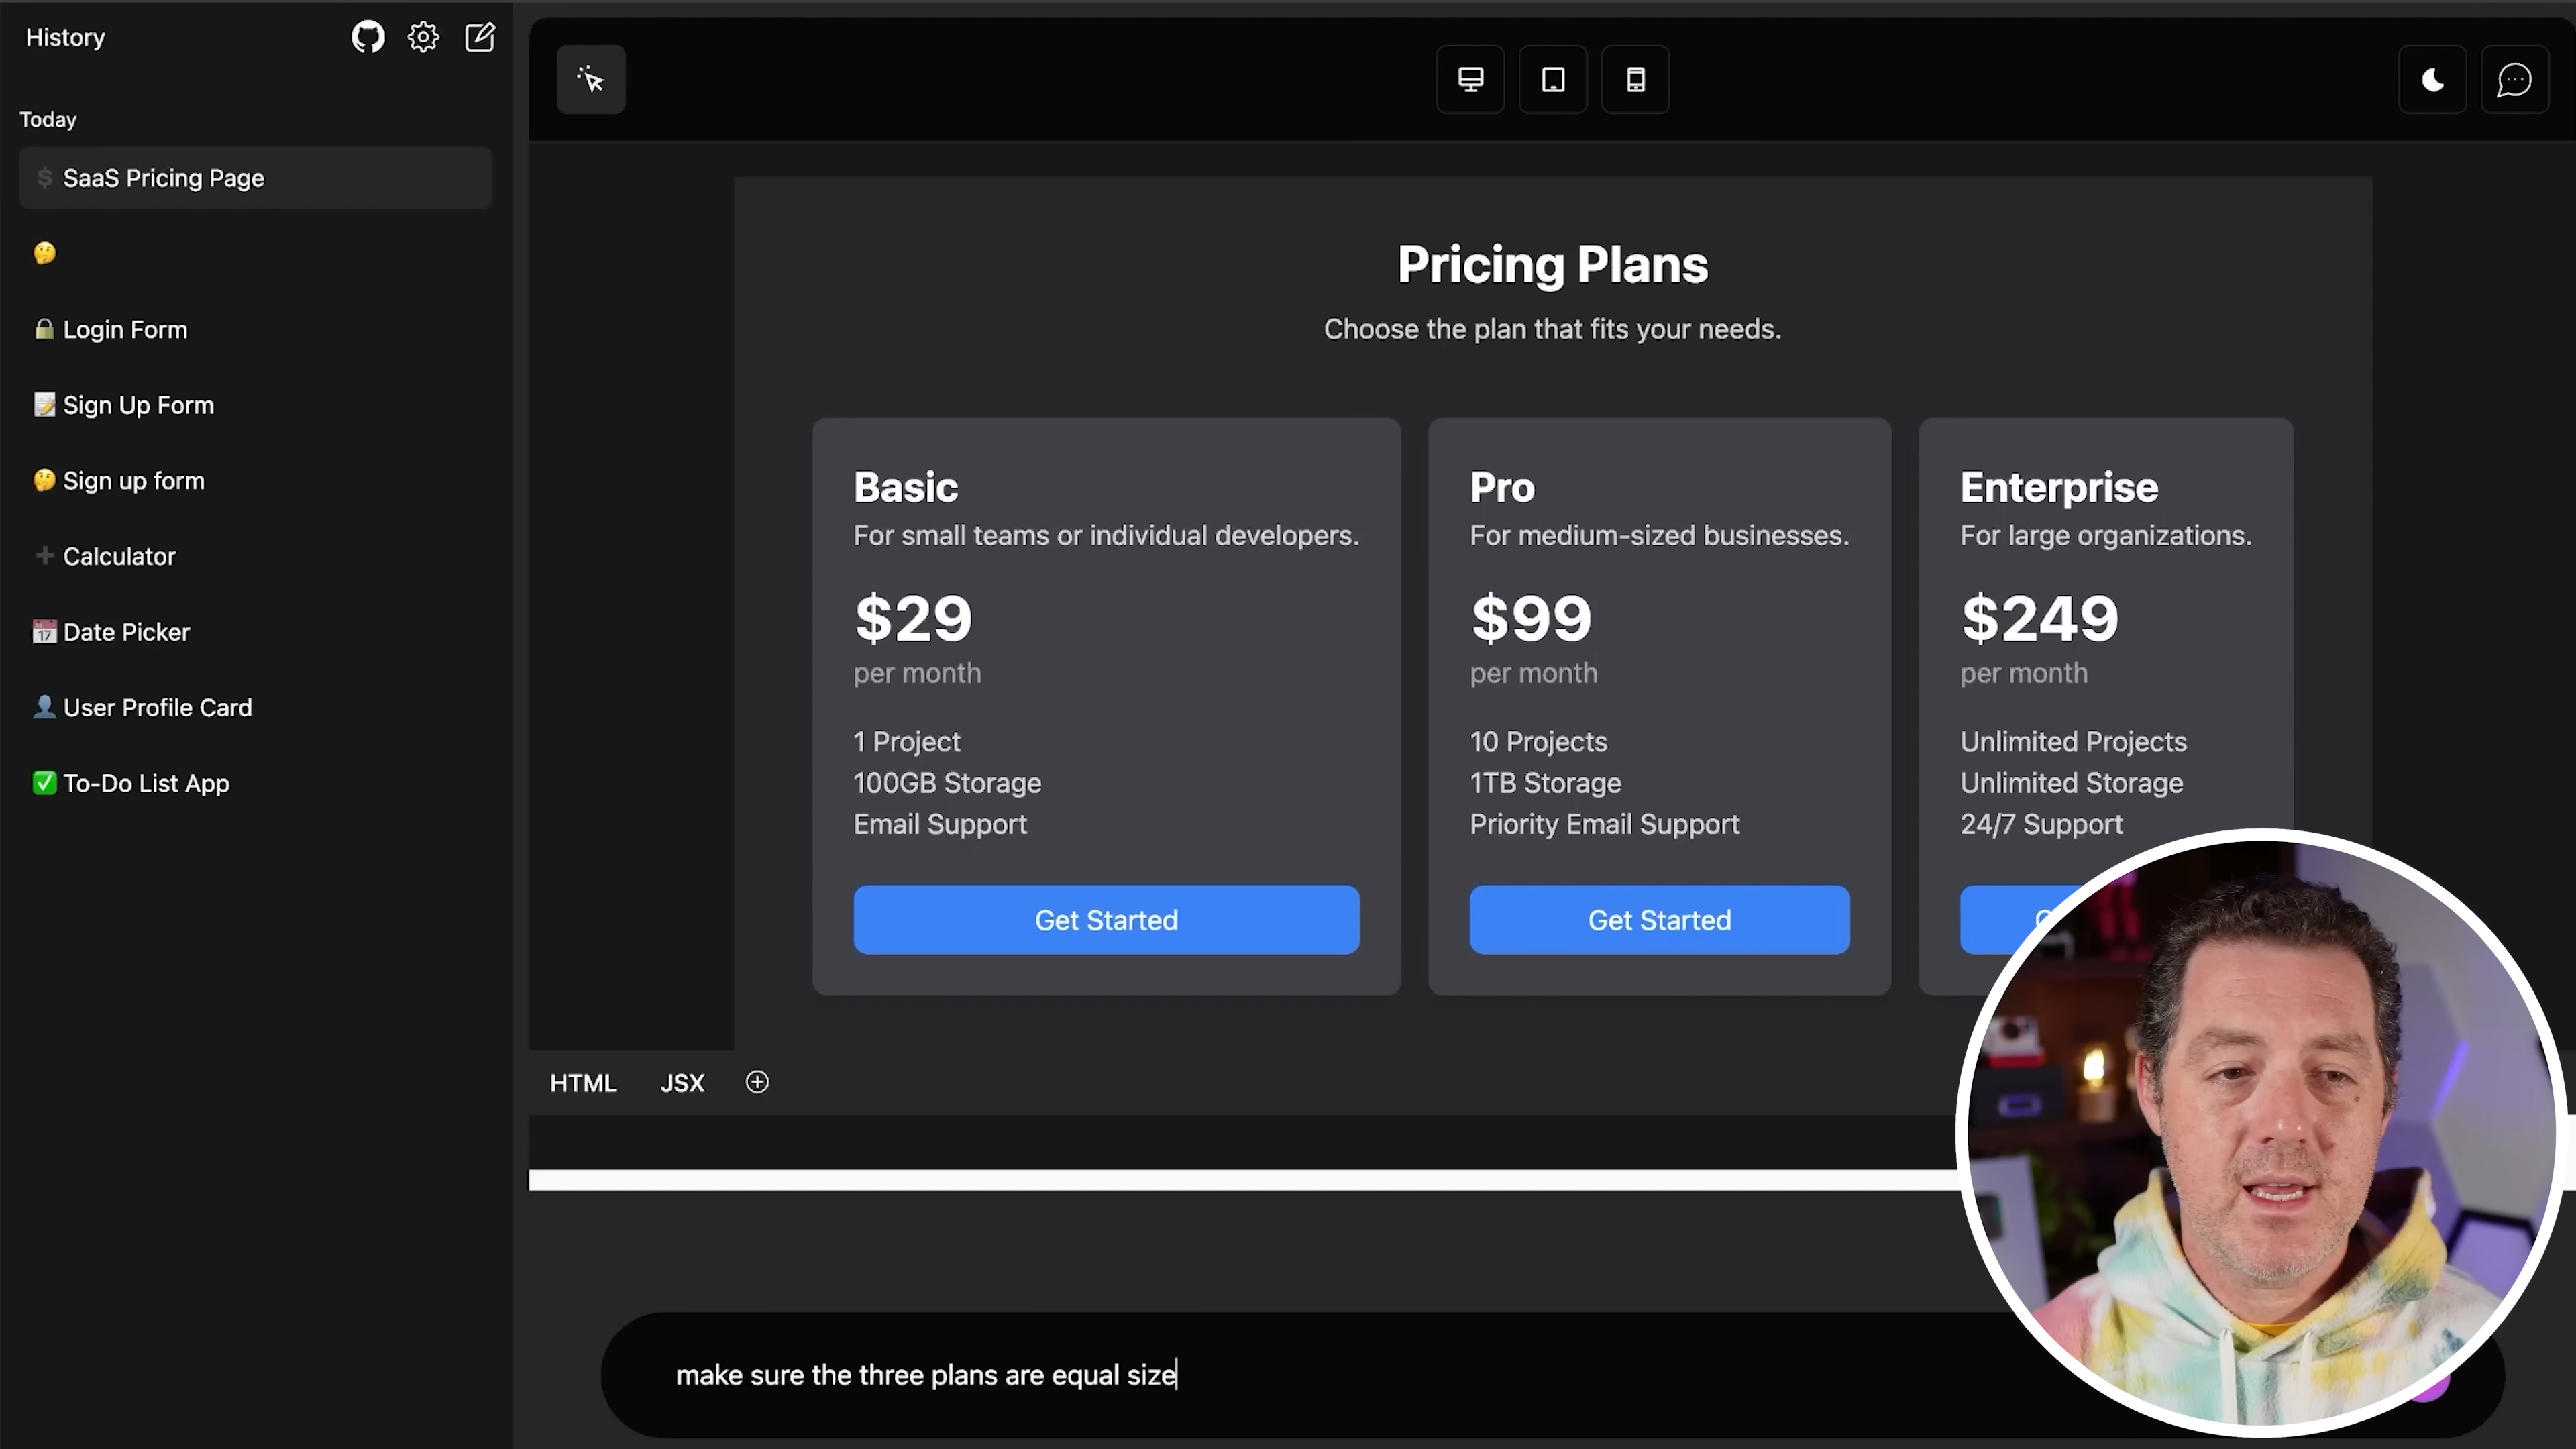 History
Today
SaaS Pricing Page
Login Form
Sign Up Form
Sign up form
Calculator
Date Picker
User Profile Card
To-Do List App
Pricing Plans
Choose the plan that fits your needs.
Basic
For small teams or individual developers.
$29
per month
1 Project
100GB Storage
Email Support
Get Started
Pro
For medium-sized businesses.
$99
per month
10 Projects
1TB Storage
Priority Email Support
Get Started
Enterprise
For large organizations.
$249
per month
Unlimited Projects
Unlimited Storage
24/7 Support
HTML JSX
make sure the three plans are equal size